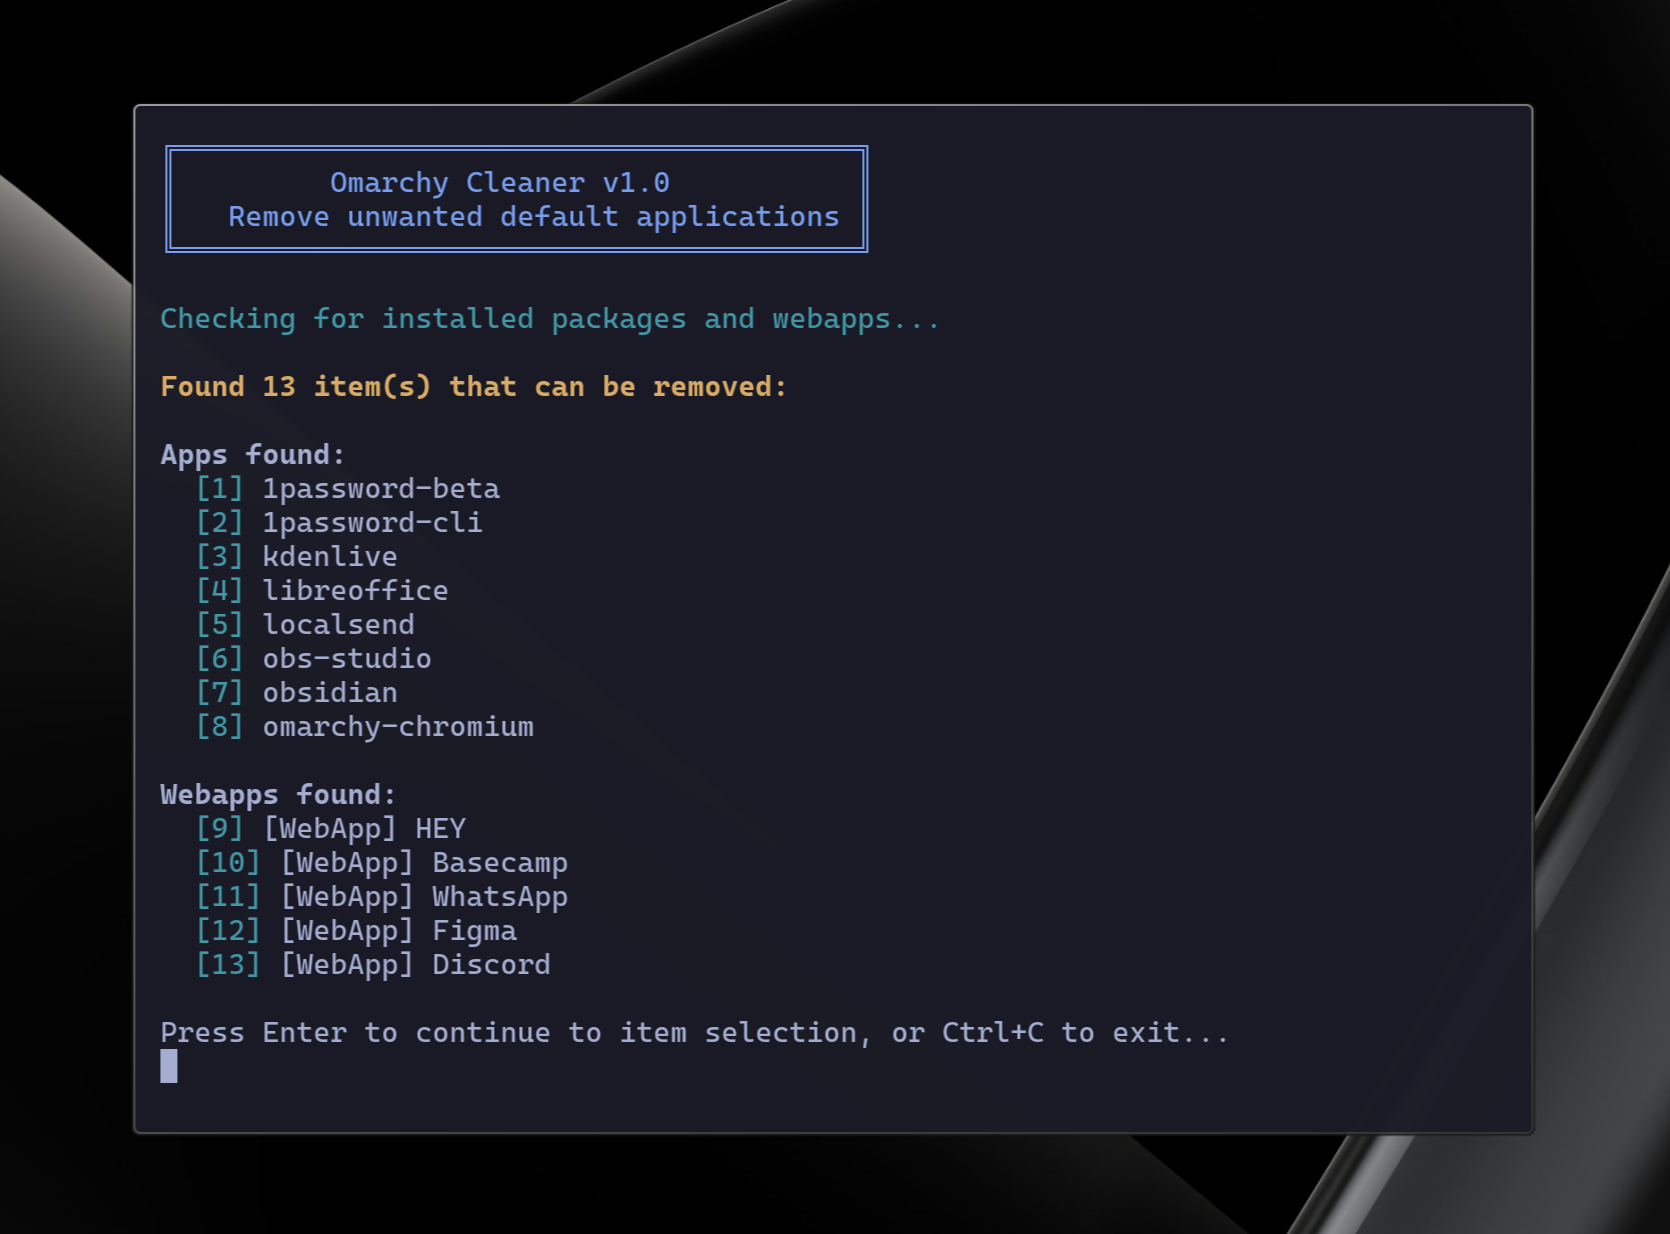 Omarchy Cleaner v1.0
Remove unwanted default applications
Checking for installed packages and webapps...
Found 13 item(s) that can be removed:
Apps found:
[1] 1password-beta
[2] 1password-cli
[3] kdenlive
[4] libreoffice
[5] localsend
[6] obs-studio
[7] obsidian
[8] omarchy-chromium
Webapps found:
[9] [WebApp] HEY
[10] [WebApp] Basecamp
[11] [WebApp] WhatsApp
[12] [WebApp] Figma
[13] [WebApp] Discord
Press Enter to continue to item selection, or Ctrl+C to exit...